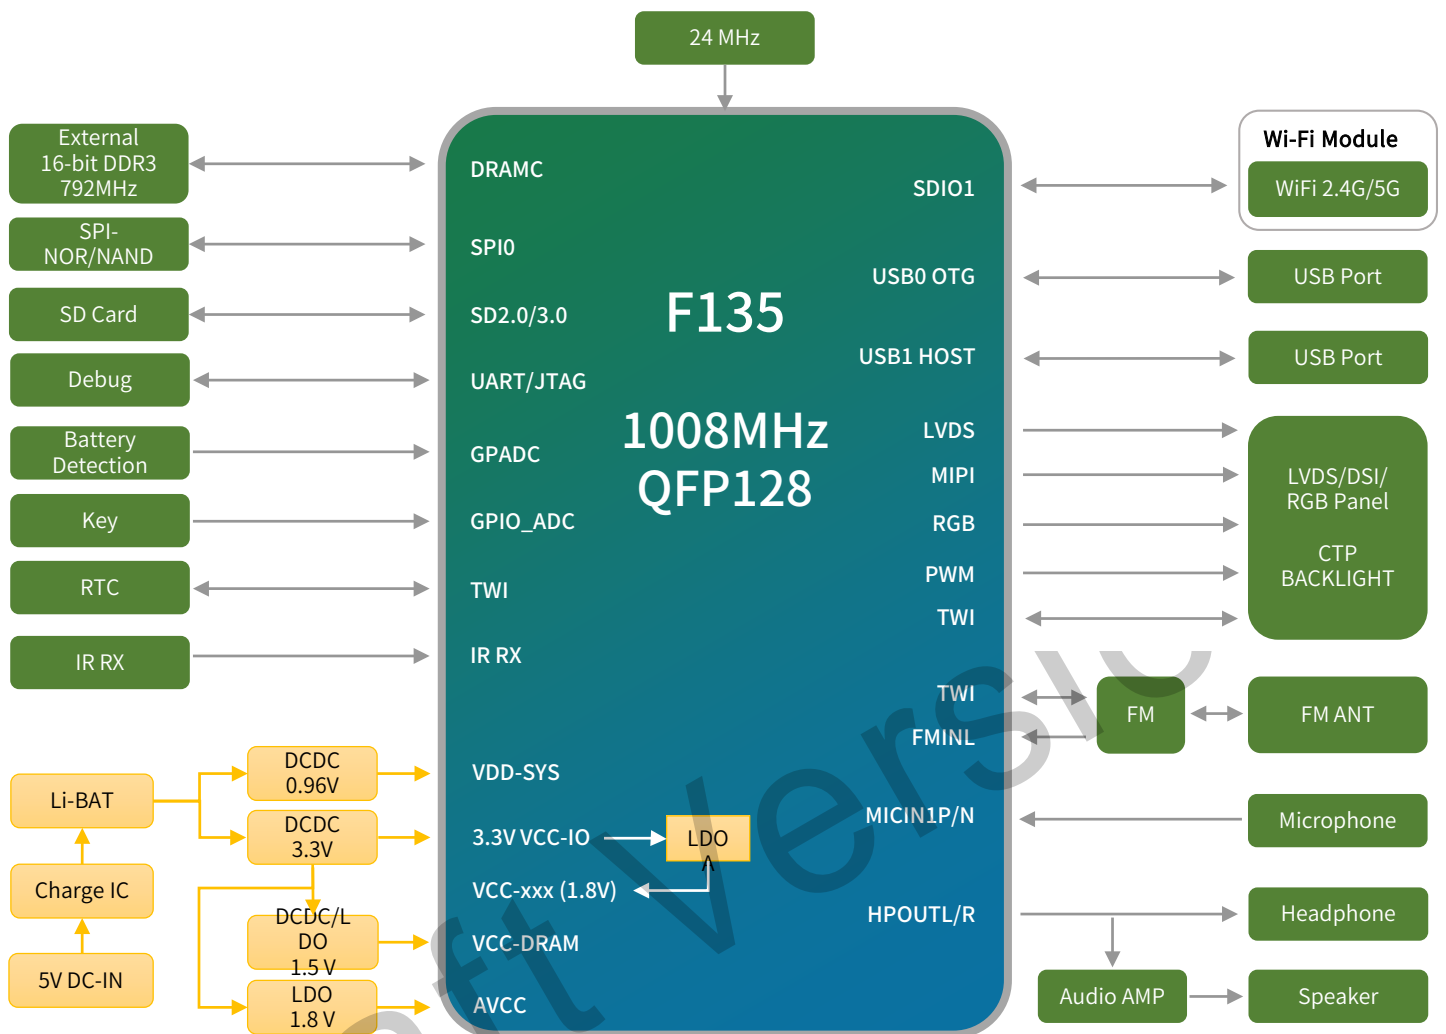 24 MHz
External
16-bit DDR3
792MHz
SPI-
NOR/NAND
SD Card
Debug
Battery
Detection
Key
RTC
IR RX
DRAMC
SPI0
SD2.0/3.0
UART/JTAG
GPADC
GPIO_ADC
TWI
IR RX
F135
1008MHz
QFP128
SDIO1
USB0 OTG
USB1 HOST
LVDS
MIPI
RGB
PWM
TWI
TWI
FMINL
MICIN1P/N
HPOUTL/R
Wi-Fi Module
WiFi 2.4G/5G
USB Port
USB Port
LVDS/DSI/
RGB Panel
CTP
BACKLIGHT
FM
FM ANT
Microphone
Headphone
Audio AMP
Speaker
Li-BAT
Charge IC
5V DC-IN
DCDC
0.96V
DCDC
3.3V
DCDC/L
DO
1.5 V
LDO
1.8 V
VDD-SYS
3.3V VCC-IO
LDO
A
VCC-xxx (1.8V)
VCC-DRAM
AVCC